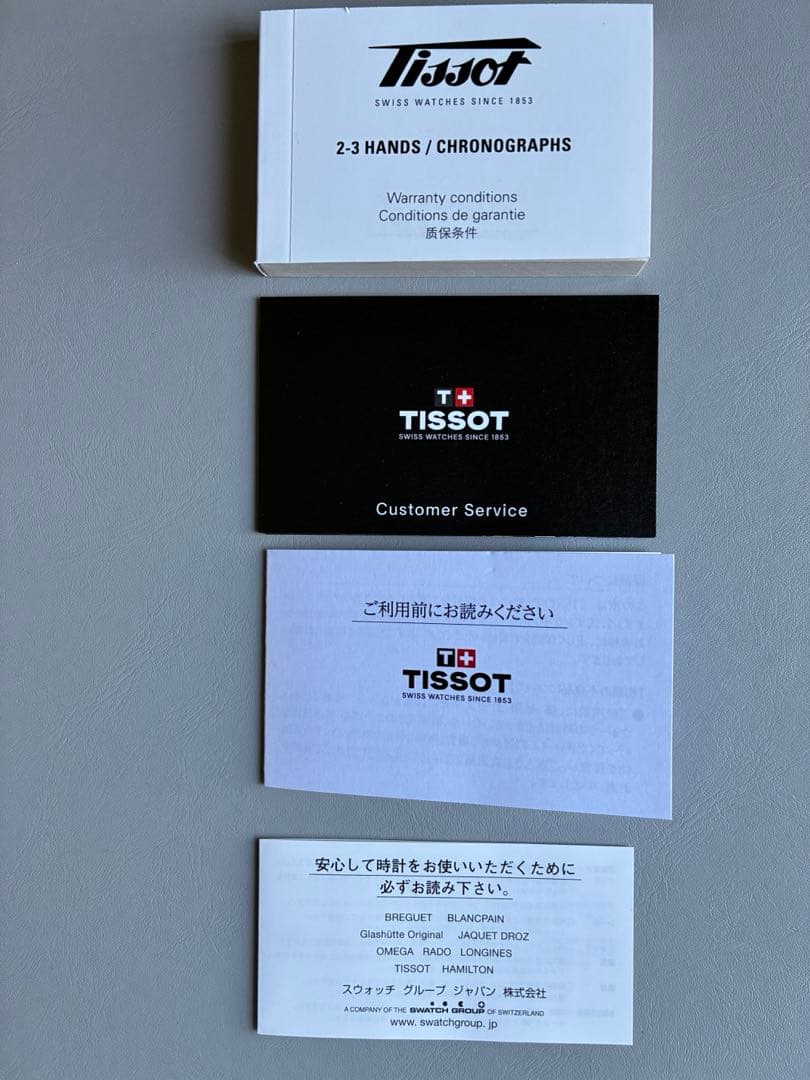 Tissot
SWISS WATCHES SINCE 1853
2-3 HANDS / CHRONOGRAPHS
Warranty conditions
Conditions de garantie
质保条件
T+
TISSOT
SWISS WATCHES SINCE 1853
Customer Service
ご利用前にお読みください
T+
TISSOT
SWISS WATCHES SINCE 1853
安心して時計をお使いいただくために
必ずお読み下さい。
BREGUET BLANCPAIN
Glashütte Original JAQUET DROZ
OMEGA RADO LONGINES
TISSOT HAMILTON
スウォッチ グループ ジャパン 株式会社
A COMPANY OF THE SWATCH GROUP OF SWITZERLAND
www. swatchgroup. jp